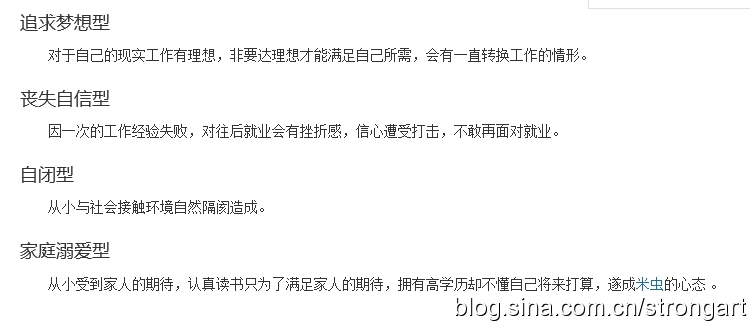 追求梦想型
对于自己的现实工作有理想，非要达理想才能满足自己所需，会有一直转换工作的情形。
丧失自信型
因一次的工作经验失败，对往后就业会有挫折感，信心遭受打击，不敢再面对就业。
自闭型
从小与社会接触环境自然隔阂造成。
家庭溺爱型
从小受到家人的期待，认真读书只为了满足家人的期待，拥有高学历却不懂自己将来打算，遂成米虫的心态 。
blog.sina.com.cn/strongart